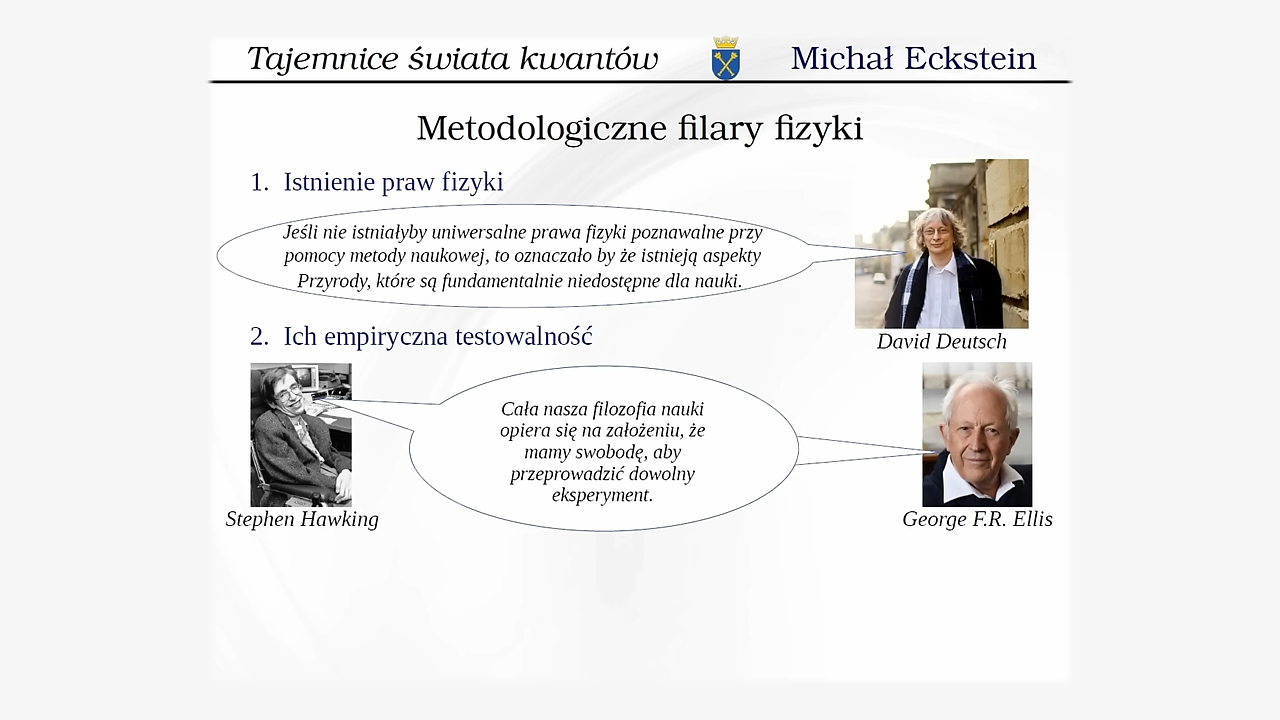 Tajemnice świata kwantów
Michał Eckstein
Metodologiczne filary fizyki
1. Istnienie praw fizyki
Jeśli nie istniałyby uniwersalne prawa fizyki poznawalne przy
pomocy metody naukowej, to oznaczało by że istnieją aspekty
Przyrody, które są fundamentalnie niedostępne dla nauki.
David Deutsch
2. Ich empiryczna testowalność
Cała nasza filozofia nauki
opiera się na założeniu, że
mamy swobodę, aby
przeprowadzić dowolny
eksperyment.
Stephen Hawking
George F.R. Ellis